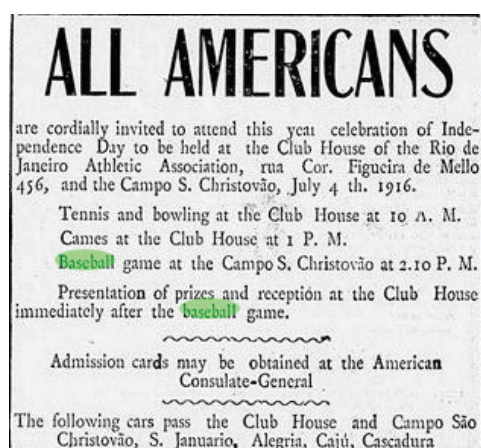 ALL AMERICANS
are cordially invited to attend this year celebration of Inde-
pendence Day to be held at the Club House of the Rio de
Janeiro Athletic Association, rua Cor. Figueira de Mello
456, and the Campo S. Christovão, July 4 th. 1916.
Tennis and bowling at the Club House at 10 A. M.
Cames at the Club House at 1 P. M.
Baseball game at the Campo S. Christovão at 2.10 P. M.
Presentation of prizes and reception at the Club House
immediately after the baseball game.
Admission cards may be obtained at the American
Consulate-General
The following cars pass the Club House and Campo São
Christovão, S. Januario, Alegria, Cajú, Cascadura